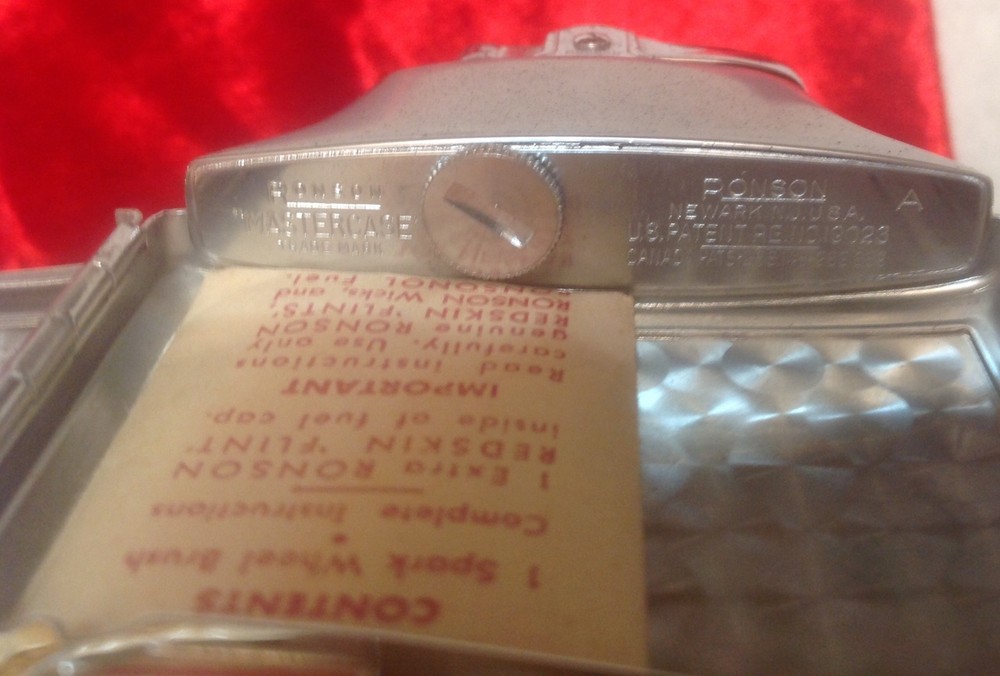 RONSON
MASTERCASE
TRADE MARK
RONSON
NEWARK N.J. U.S.A.
U.S. PATENT RE. NO. 19023
A
CONTENTS
1 Spark Wheel Brush
Complete Instructions
1 Extra RONSON
REDSKIN 'FLINT'
inside of fuel cap.
IMPORTANT
Read instructions
carefully. Use only
Genuine RONSON
REDSKIN 'FLINTS'
RONSON Wicks, and
RONSONOL Fuel.